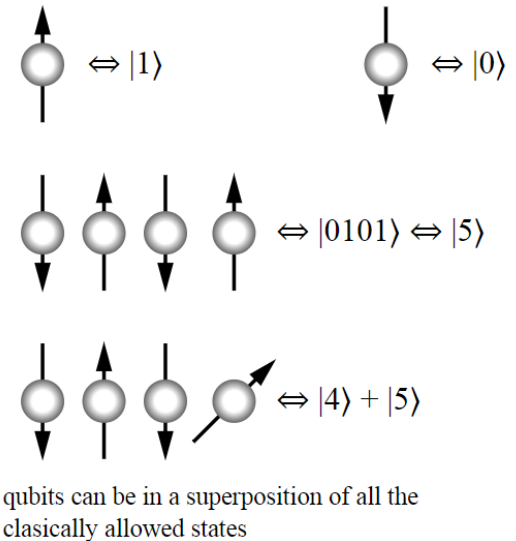 ⇔ |1⟩ ⇔ |0⟩
⇔ |0101⟩ ⇔ |5⟩
⇔ |4⟩ + |5⟩
qubits can be in a superposition of all the
clasically allowed states